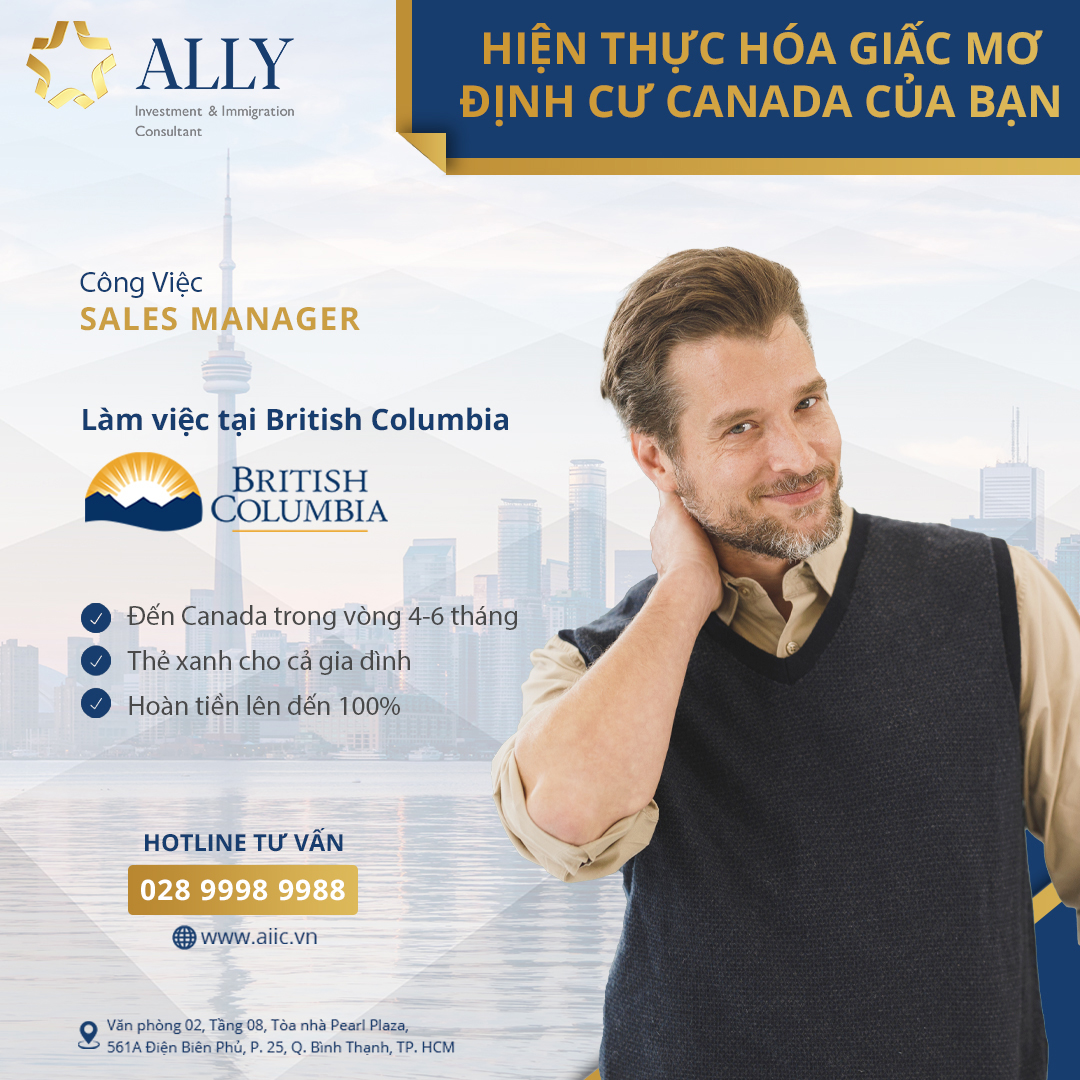 ALLY
Investment & Immigration
Consultant
HIỆN THỰC HÓA GIẤC MƠ
ĐỊNH CƯ CANADA CỦA BẠN
Công Việc
SALES MANAGER
Làm việc tại British Columbia
BRITISH
COLUMBIA
Đến Canada trong vòng 4-6 tháng
Thẻ xanh cho cả gia đình
Hoàn tiền lên đến 100%
HOTLINE TƯ VẤN
028 9998 9988
www.aiic.vn
Văn phòng 02, Tầng 08, Tòa nhà Pearl Plaza,
561A Điện Biên Phủ, P. 25, Q. Bình Thạnh, TP. HCM